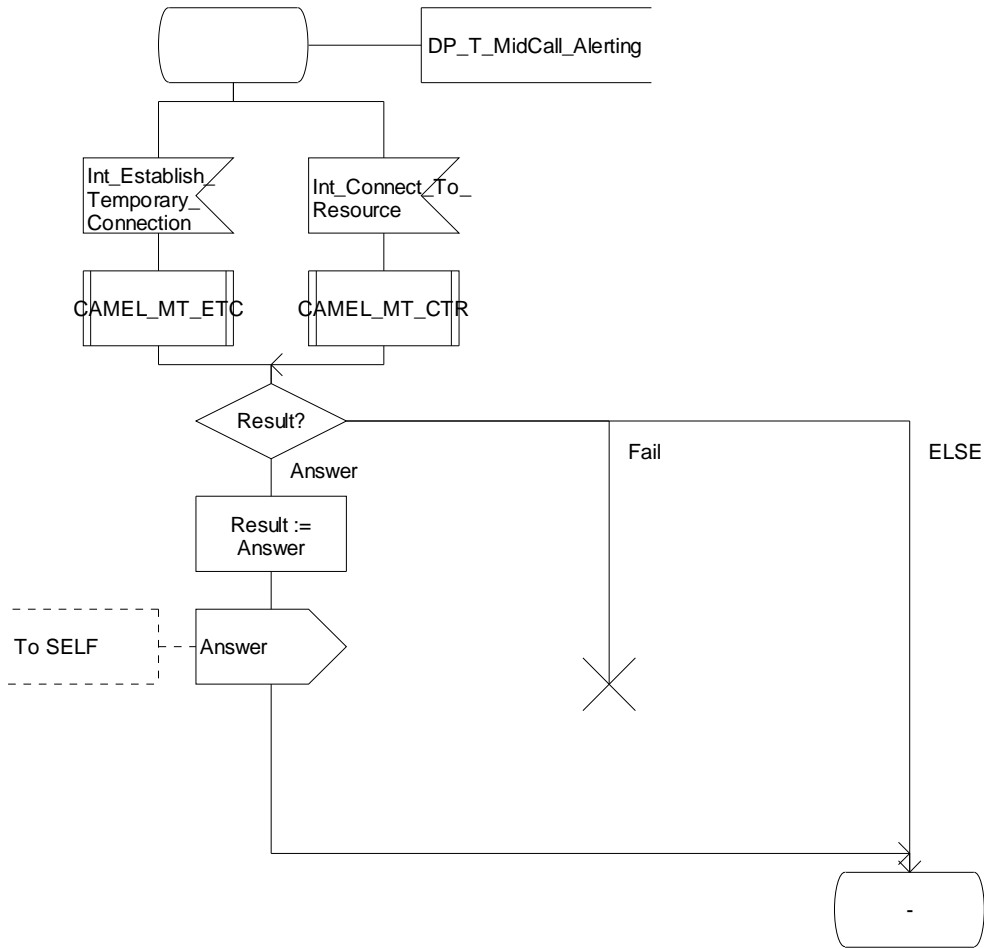 DP_T_MidCall_Alerting
Int_Establish_
Temporary_
Connection
Int_Connect_To_
Resource
CAMEL_MT_ETC
CAMEL_MT_CTR
Result?
Fail
ELSE
Answer
Result :=
Answer
To SELF
Answer
-